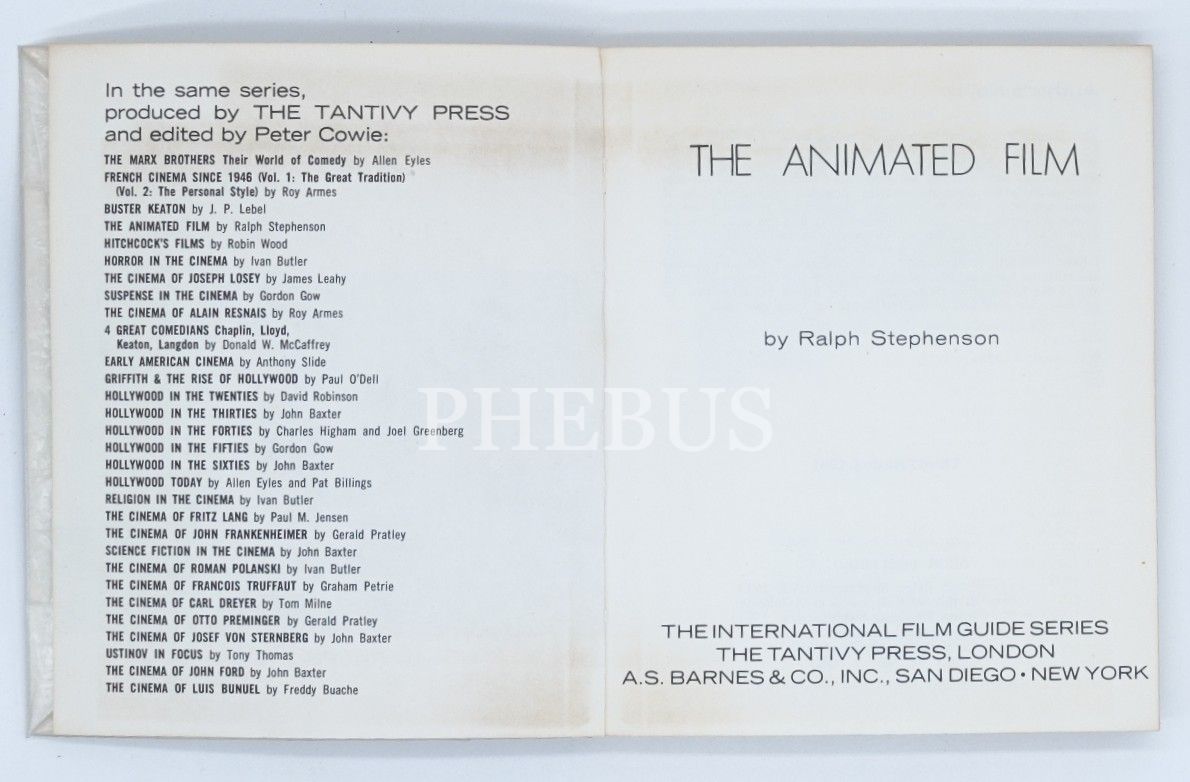 In the same series,
produced by THE TANTIVY PRESS
and edited by Peter Cowie:
THE MARX BROTHERS Their World of Comedy by Allen Eyles
FRENCH CINEMA SINCE 1946 (Vol. 1: The Great Tradition)
(Vol. 2: The Personal Style) by Roy Armes
BUSTER KEATON by J. P. Lebel
THE ANIMATED FILM by Ralph Stephenson
HITCHCOCK'S FILMS by Robin Wood
HORROR IN THE CINEMA by Ivan Butler
THE CINEMA OF JOSEPH LOSEY by James Leahy
SUSPENSE IN THE CINEMA by Gordon Gow
THE CINEMA OF ALAIN RESNAIS by Roy Armes
4 GREAT COMEDIANS Chaplin, Lloyd,
Keaton, Langdon by Donald W. McCaffrey
EARLY AMERICAN CINEMA by Anthony Slide
GRIFFITH & THE RISE OF HOLLYWOOD by Paul O'Dell
HOLLYWOOD IN THE TWENTIES by David Robinson
HOLLYWOOD IN THE THIRTIES by John Baxter
HOLLYWOOD IN THE FORTIES by Charles Higham and Joel Greenberg
HOLLYWOOD IN THE FIFTIES by Gordon Gow
HOLLYWOOD IN THE SIXTIES by John Baxter
HOLLYWOOD TODAY by Allen Eyles and Pat Billings
RELIGION IN THE CINEMA by Ivan Butler
THE CINEMA OF FRITZ LANG by Paul M. Jensen
THE CINEMA OF JOHN FRANKENHEIMER by Gerald Pratley
SCIENCE FICTION IN THE CINEMA by John Baxter
THE CINEMA OF ROMAN POLANSKI by Ivan Butler
THE CINEMA OF FRANCOIS TRUFFAUT by Graham Petrie
THE CINEMA OF CARL DREYER by Tom Milne
THE CINEMA OF OTTO PREMINGER by Gerald Pratley
THE CINEMA OF JOSEF VON STERNBERG by John Baxter
USTINOV IN FOCUS by Tony Thomas
THE CINEMA OF JOHN FORD by John Baxter
THE CINEMA OF LUIS BUNUEL by Freddy Buache
PHEBUS
THE ANIMATED FILM
by Ralph Stephenson
THE INTERNATIONAL FILM GUIDE SERIES
THE TANTIVY PRESS, LONDON
A.S. BARNES & CO., INC., SAN DIEGO • NEW YORK